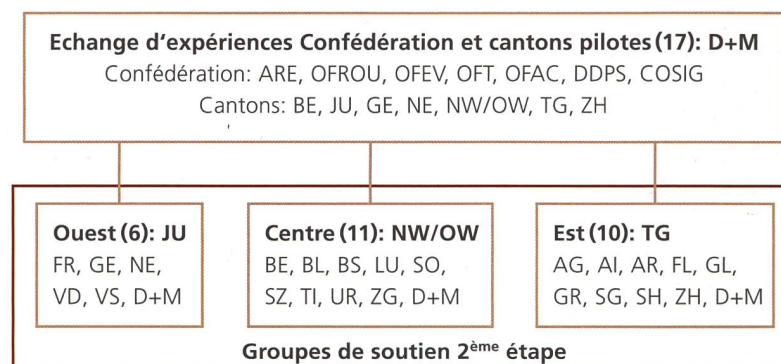 Echange d'expériences Confédération et cantons pilotes (17): D+M
Confédération: ARE, OFROU, OFEV, OFT, OFAC, DDPS, COSIG
Cantons: BE, JU, GE, NE, NW/OW, TG, ZH
Ouest (6): JU
FR, GE, NE,
VD, VS, D+M
Centre (11): NW/OW
BE, BL, BS, LU, SO,
SZ, TI, UR, ZG, D+M
Est (10): TG
AG, AI, AR, FL, GL,
GR, SG, SH, ZH, D+M
Groupes de soutien 2ème étape